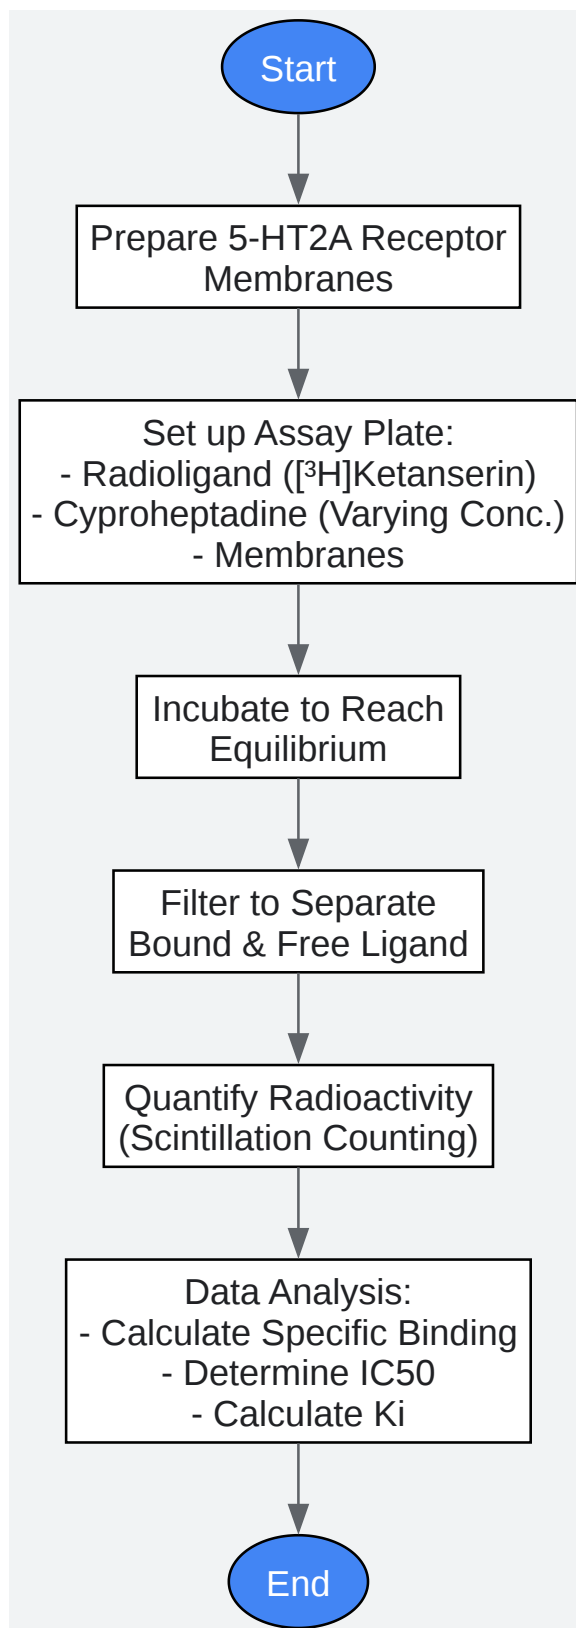 Start
Prepare 5-HT2A Receptor
Membranes
Set up Assay Plate:
- Radioligand ([³H]Ketanserin)
- Cyproheptadine (Varying Conc.)
- Membranes
Incubate to Reach
Equilibrium
Filter to Separate
Bound & Free Ligand
Quantify Radioactivity
(Scintillation Counting)
Data Analysis:
- Calculate Specific Binding
- Determine IC50
- Calculate Ki
End